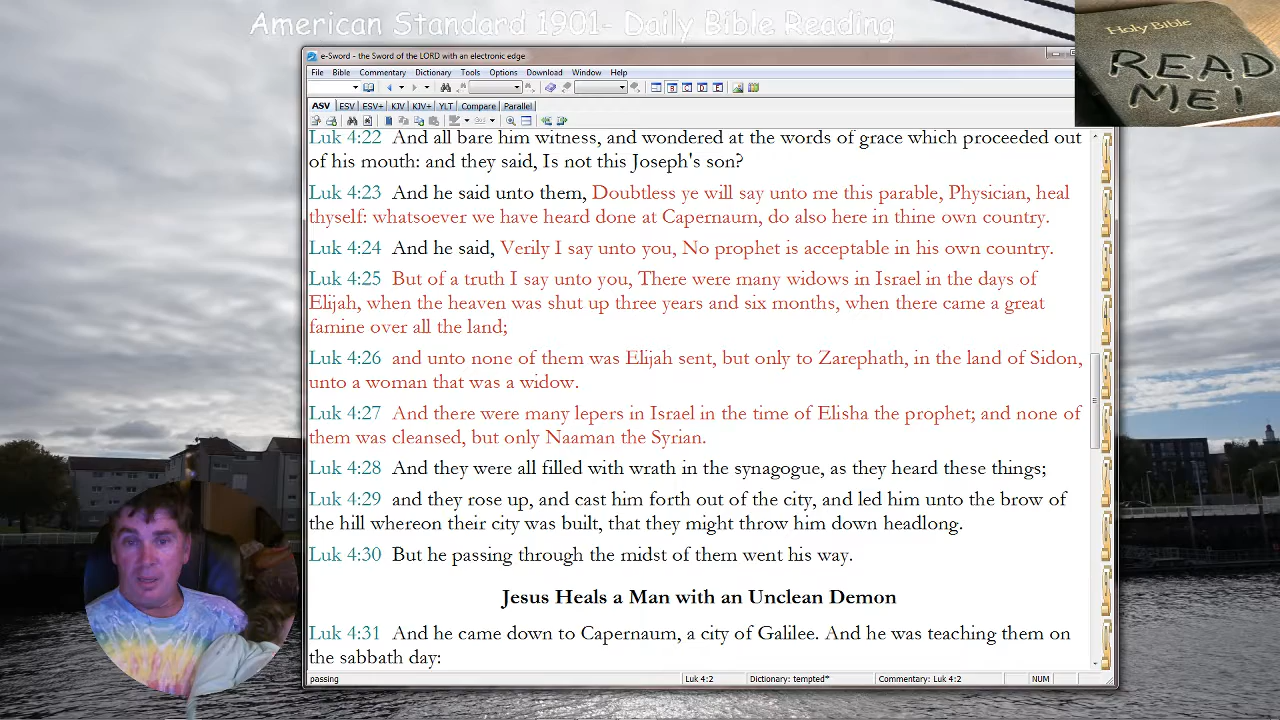 American Standard 1901- Daily Bible Reading
Holy Bible
READ
ME!
e-Sword - the Sword of the LORD with an electronic edge
File Bible Commentary Dictionary Tools Options Download Window Help
ASV ESV ESV+ KJV KJV+ YLT Compare Parallel
Luk 4:22 And all bare him witness, and wondered at the words of grace which proceeded out
of his mouth: and they said, Is not this Joseph's son?
Luk 4:23 And he said unto them, Doubtless ye will say unto me this parable, Physician, heal
thyself: whatsoever we have heard done at Capernaum, do also here in thine own country.
Luk 4:24 And he said, Verily I say unto you, No prophet is acceptable in his own country.
Luk 4:25 But of a truth I say unto you, There were many widows in Israel in the days of
Elijah, when the heaven was shut up three years and six months, when there came a great
famine over all the land;
Luk 4:26 and unto none of them was Elijah sent, but only to Zarephath, in the land of Sidon,
unto a woman that was a widow.
Luk 4:27 And there were many lepers in Israel in the time of Elisha the prophet; and none of
them was cleansed, but only Naaman the Syrian.
Luk 4:28 And they were all filled with wrath in the synagogue, as they heard these things;
Luk 4:29 and they rose up, and cast him forth out of the city, and led him unto the brow of
the hill whereon their city was built, that they might throw him down headlong.
Luk 4:30 But he passing through the midst of them went his way.
Jesus Heals a Man with an Unclean Demon
Luk 4:31 And he came down to Capernaum, a city of Galilee. And he was teaching them on
the sabbath day:
passing Luk 4:2 Dictionary: tempted* Commentary: Luk 4:2 NUM